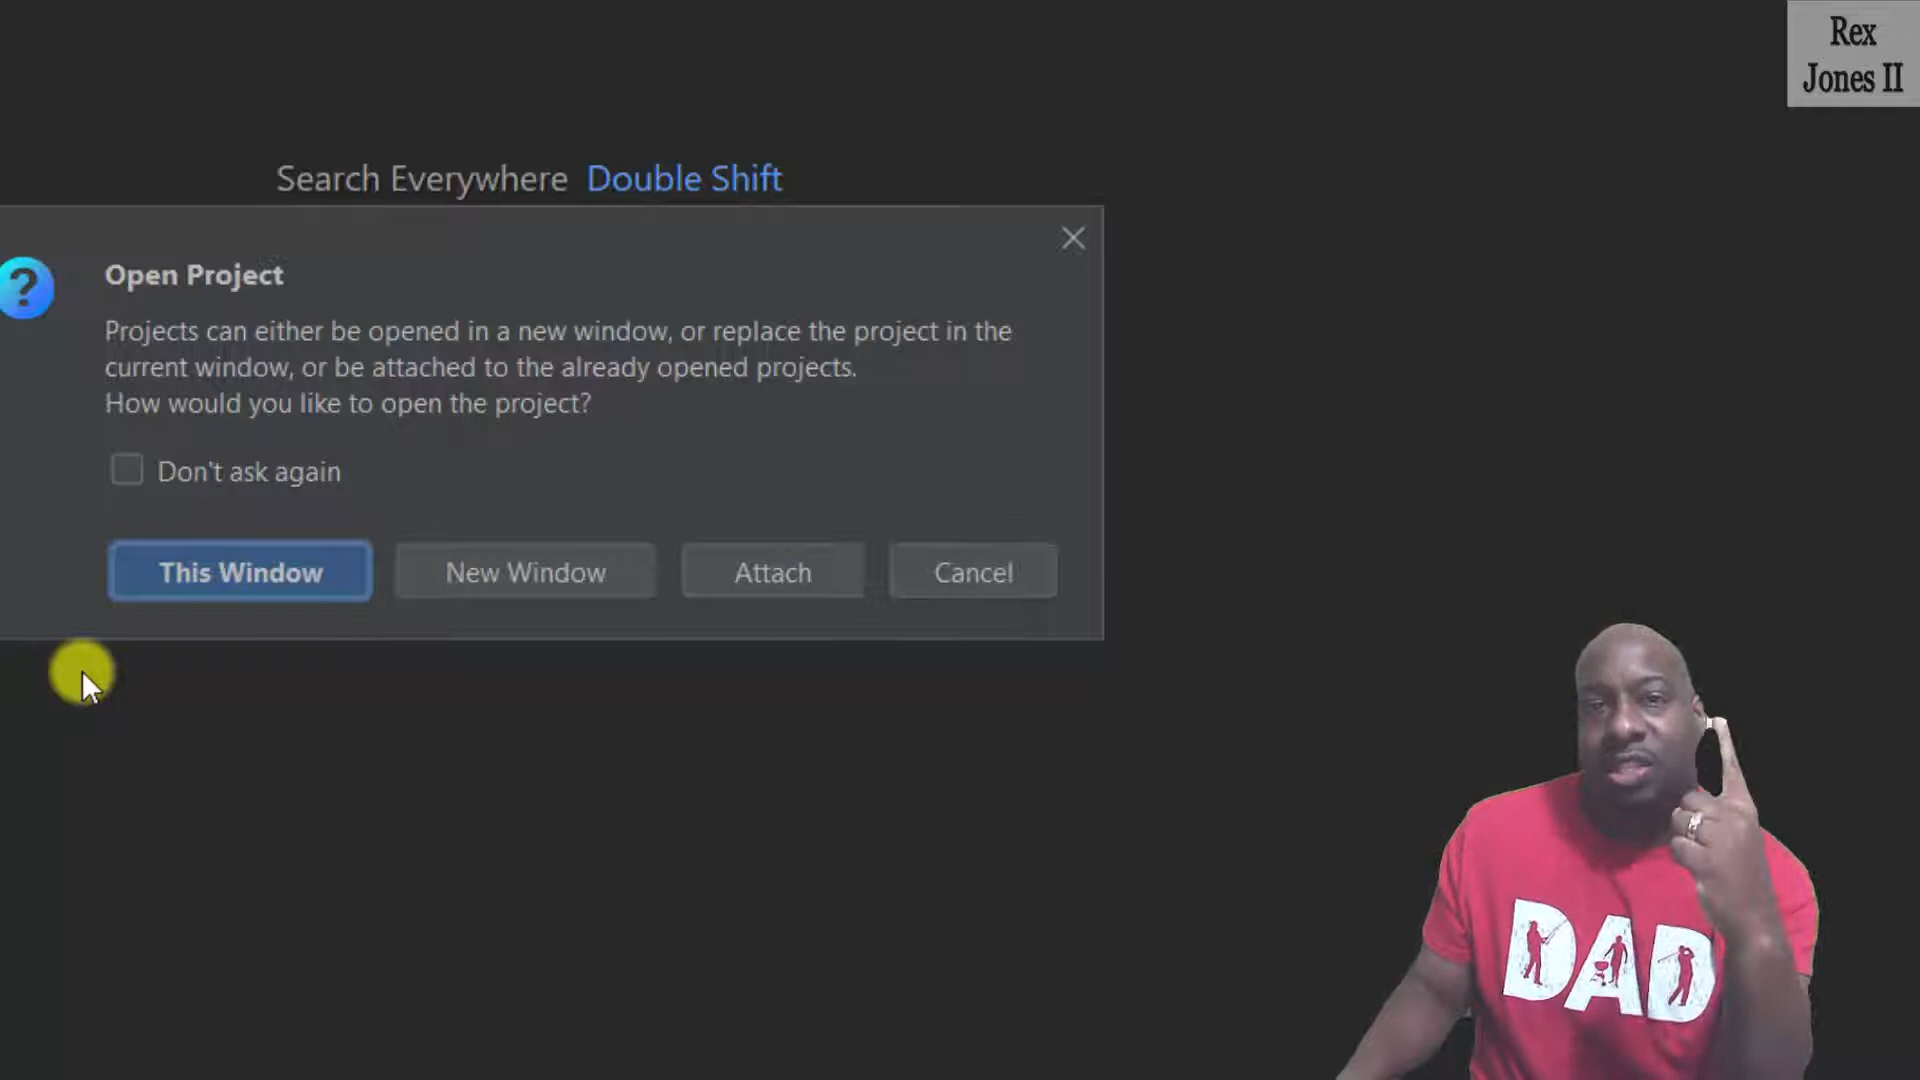 Rex
Jones II
Search Everywhere Double Shift
?
Open Project
Projects can either be opened in a new window, or replace the project in the
current window, or be attached to the already opened projects.
How would you like to open the project?
Don't ask again
This Window New Window Attach Cancel
DAD